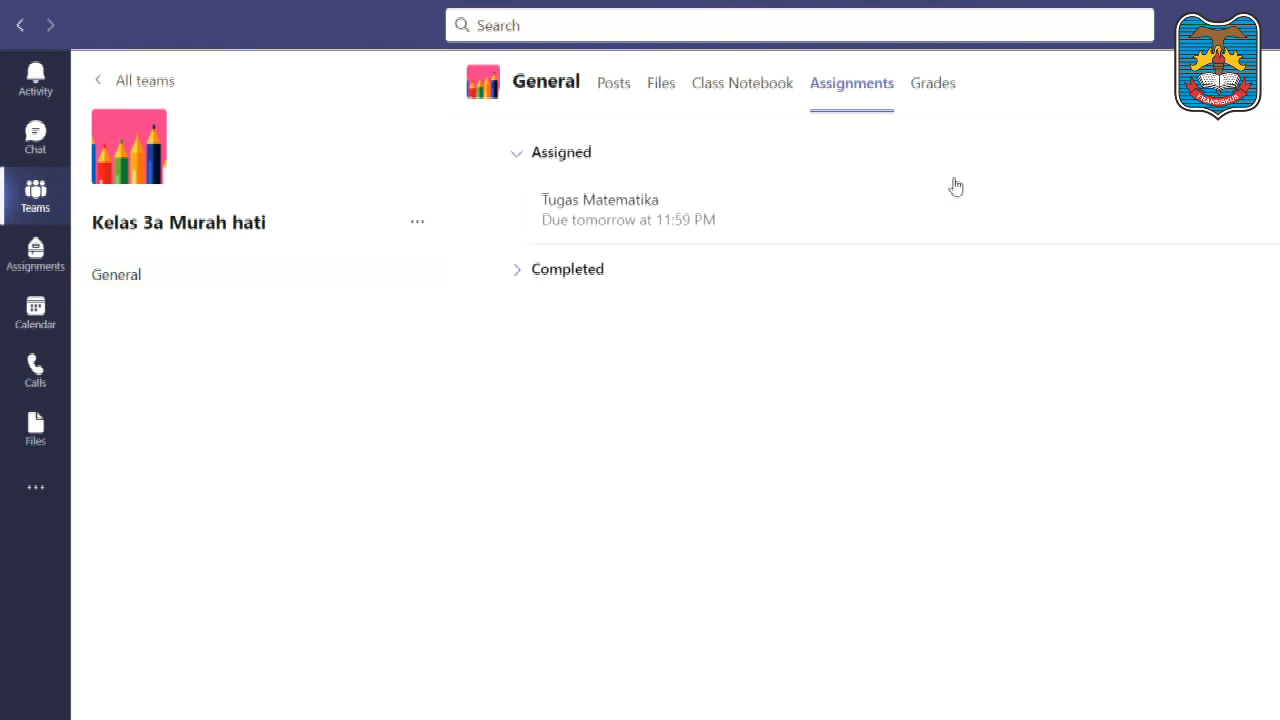 Search
Activity
Chat
Teams
Assignments
Calendar
Calls
Files
All teams
Kelas 3a Murah hati
General
General
Posts
Files
Class Notebook
Assignments
Grades
Assigned
Tugas Matematika
Due tomorrow at 11:59 PM
Completed
FRANSISKUS